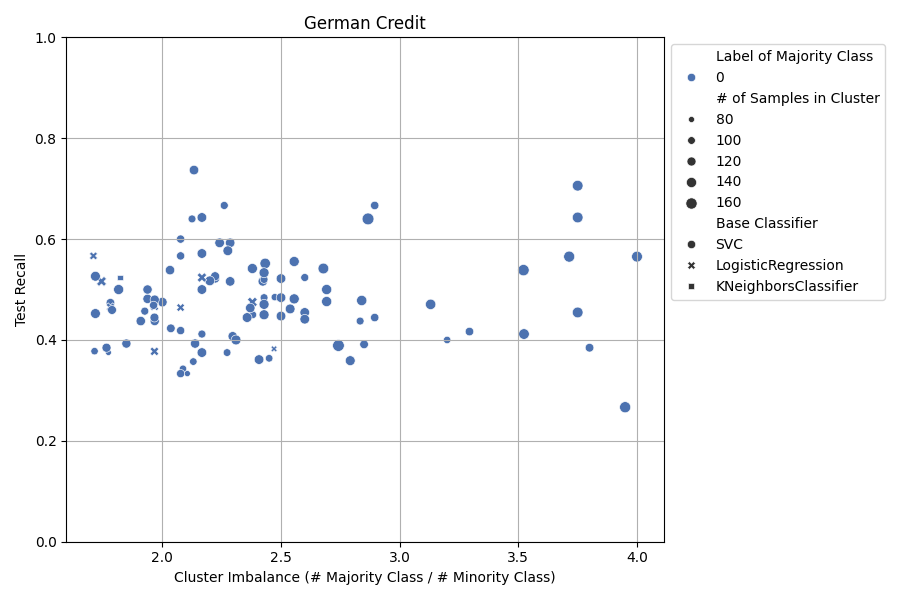 German Credit
1.0
0.8
0.6
0.4
0.2
0.0
Test Recall
2.0
2.5
3.0
3.5
4.0
Cluster Imbalance (# Majority Class / # Minority Class)
Label of Majority Class
0
# of Samples in Cluster
80
100
120
140
160
Base Classifier
SVC
LogisticRegression
KNeighborsClassifier